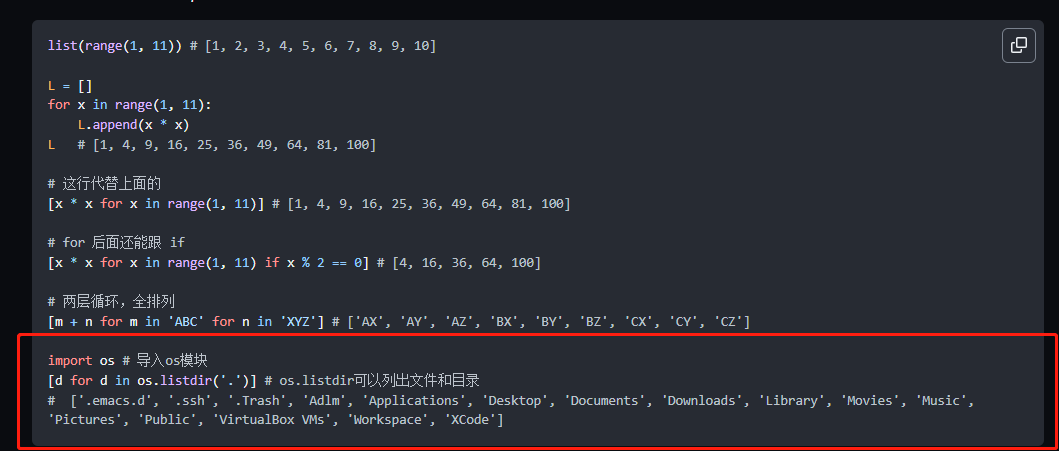 list(range(1, 11)) # [1, 2, 3, 4, 5, 6, 7, 8, 9, 10]
L = []
for x in range(1, 11):
    L.append(x * x)
L   # [1, 4, 9, 16, 25, 36, 49, 64, 81, 100]
# 这行代替上面的
[x * x for x in range(1, 11)] # [1, 4, 9, 16, 25, 36, 49, 64, 81, 100]
# for 后面还能跟 if
[x * x for x in range(1, 11) if x % 2 == 0] # [4, 16, 36, 64, 100]
# 两层循环，全排列
[m + n for m in 'ABC' for n in 'XYZ'] # ['AX', 'AY', 'AZ', 'BX', 'BY', 'BZ', 'CX', 'CY', 'CZ']
import os # 导入os模块
[d for d in os.listdir('.')] # os.listdir可以列出文件和目录
#  ['.emacs.d', '.ssh', '.Trash', 'Adlm', 'Applications', 'Desktop', 'Documents', 'Downloads', 'Library', 'Movies', 'Music',
'Pictures', 'Public', 'VirtualBox VMs', 'Workspace', 'XCode']